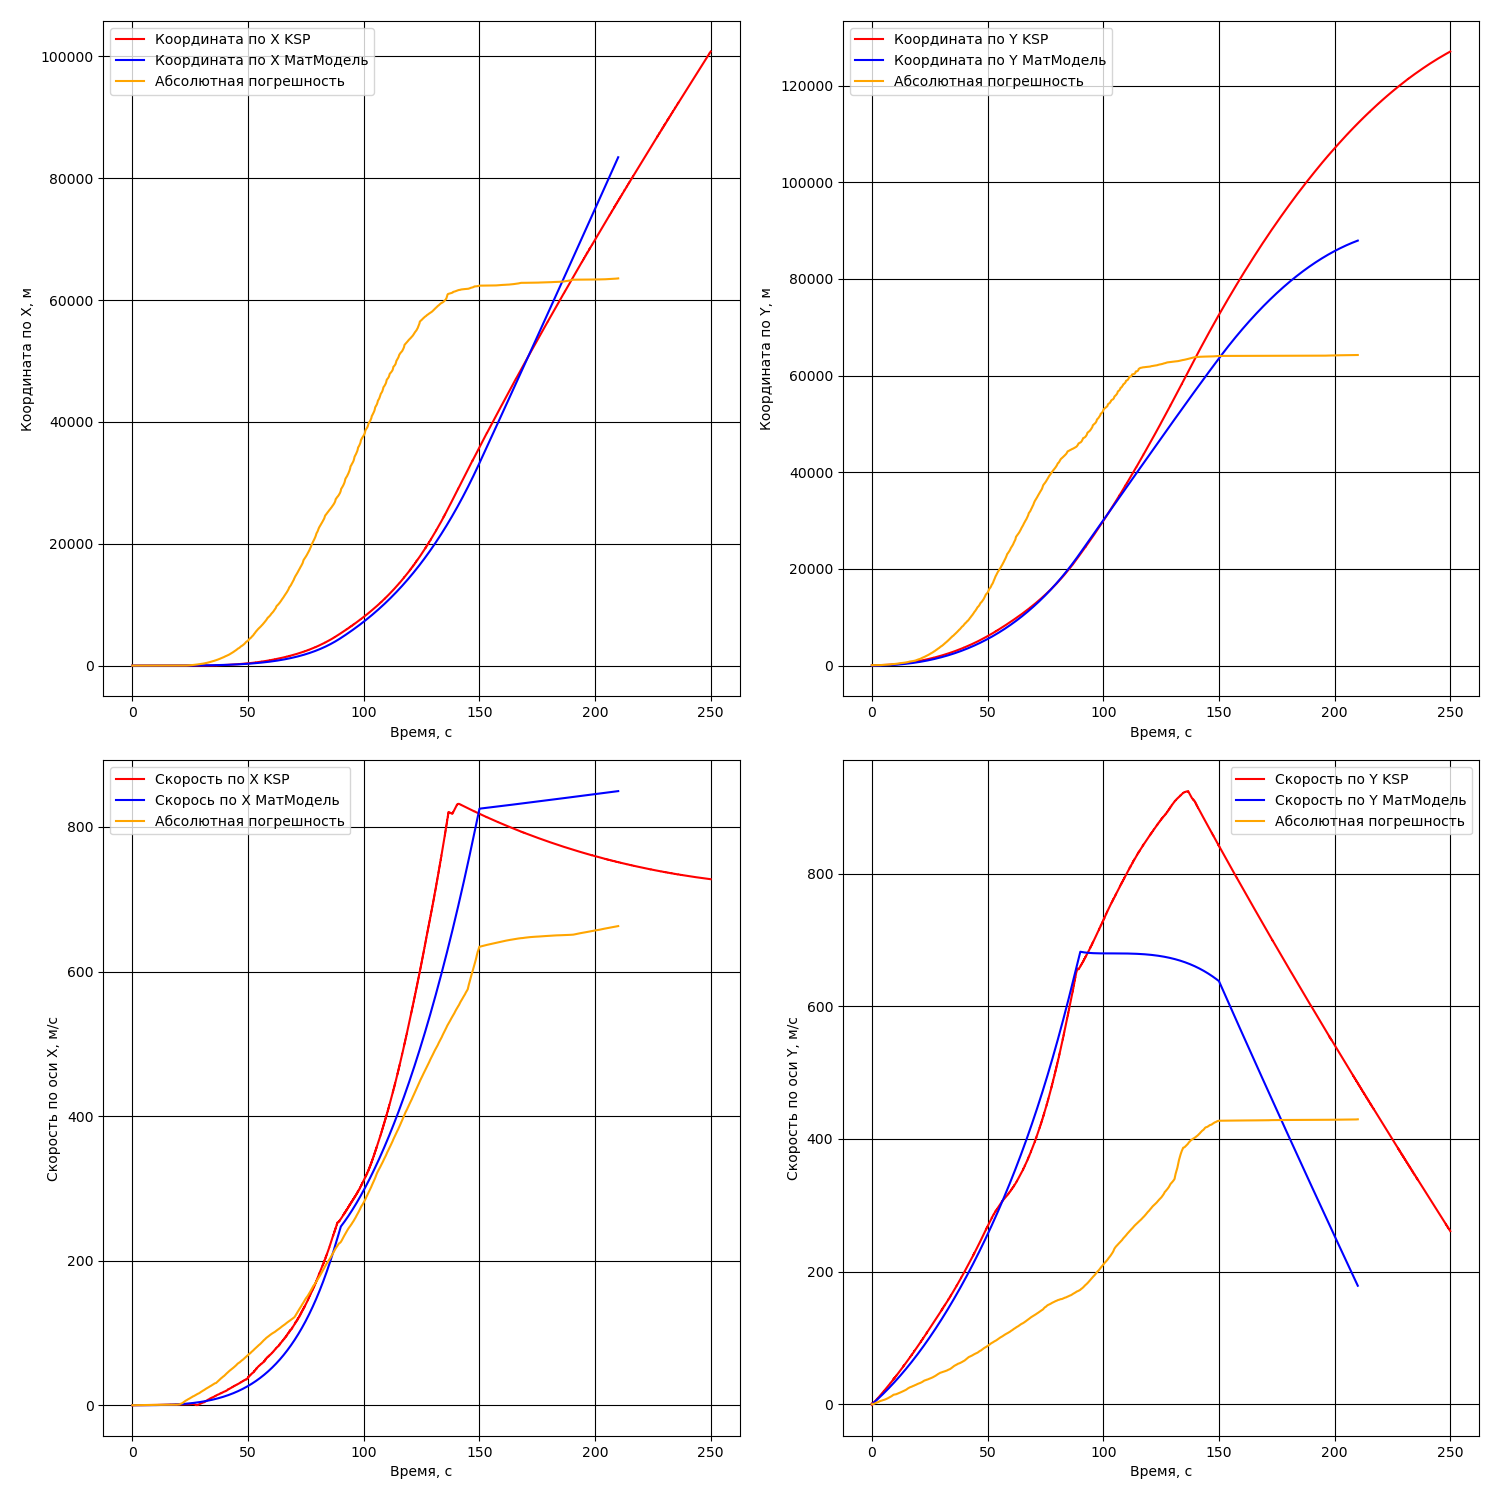 Координата по X KSP
Координата по X МатМодель
Абсолютная погрешность
Координата по X, м
100000
80000
60000
40000
20000
0
0 50 100 150 200 250
Время, с
Координата по Y KSP
Координата по Y МатМодель
Абсолютная погрешность
Координата по Y, м
120000
100000
80000
60000
40000
20000
0
0 50 100 150 200 250
Время, с
Скорость по X KSP
Скорось по X МатМодель
Абсолютная погрешность
Скорость по оси X, м/с
800
600
400
200
0
0 50 100 150 200 250
Время, с
Скорость по Y KSP
Скорость по Y МатМодель
Абсолютная погрешность
Скорость по оси Y, м/с
800
600
400
200
0
0 50 100 150 200 250
Время, с